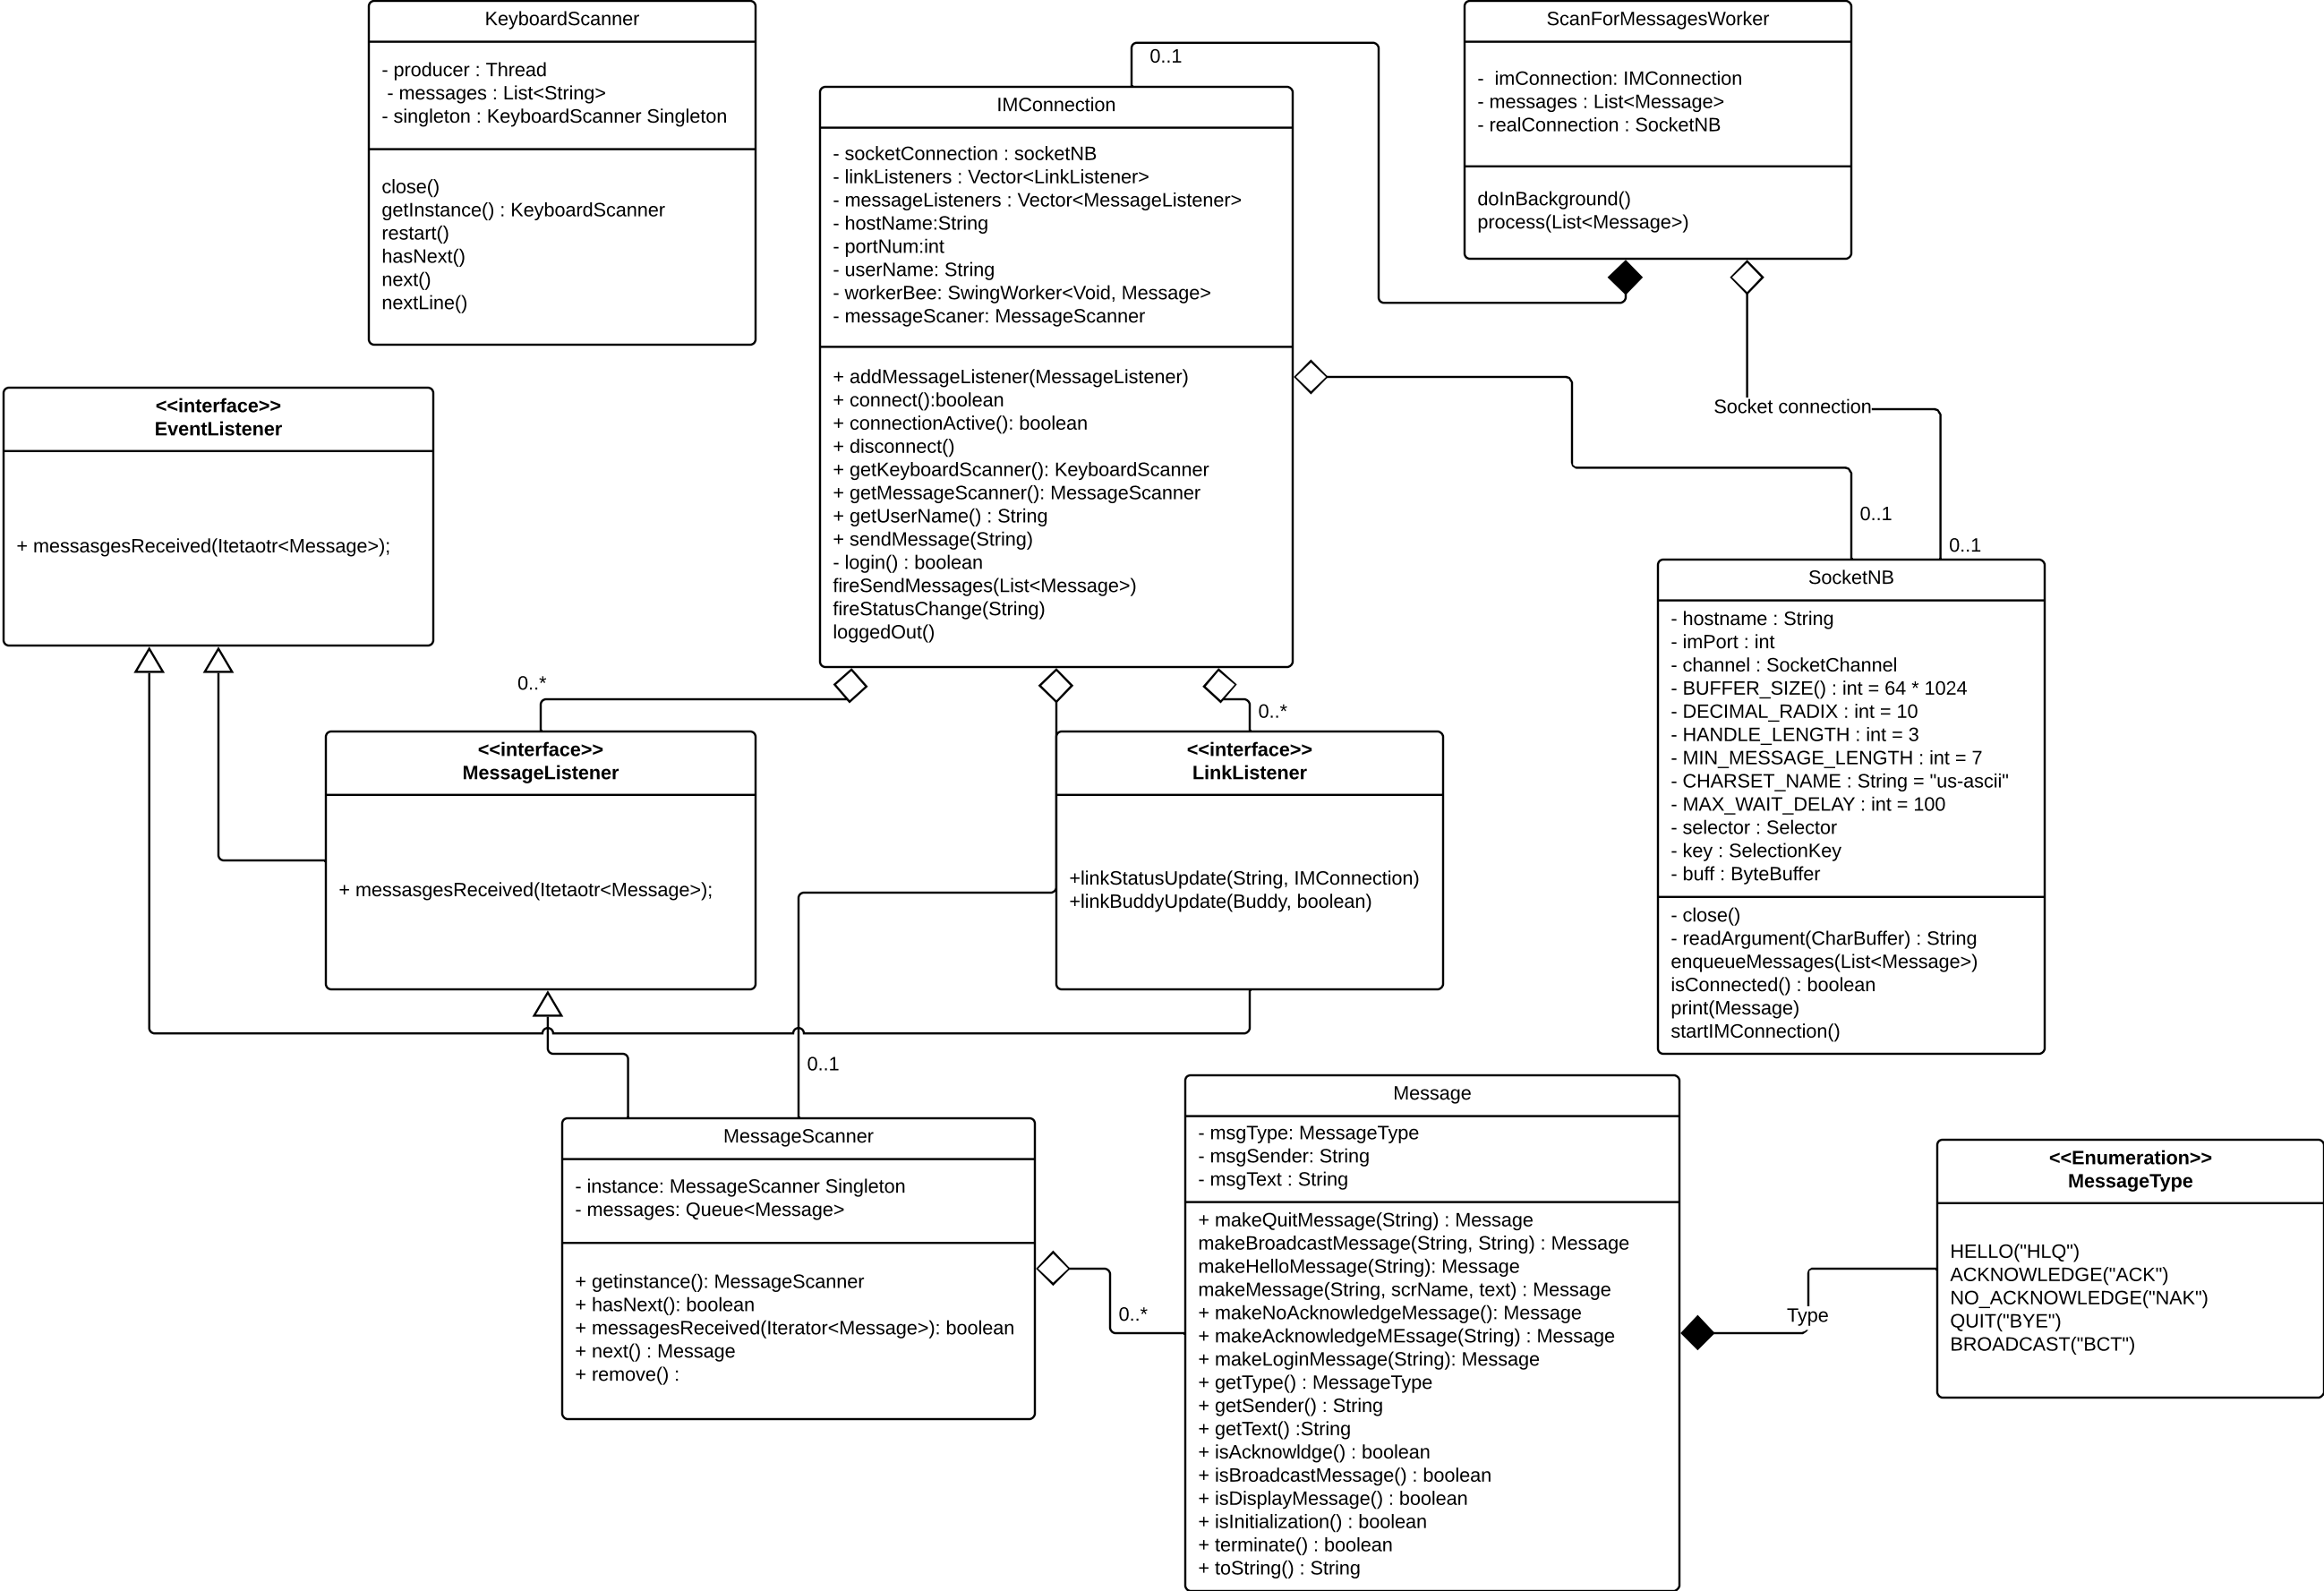 KeyboardScanner
- producer : Thread
- messages : List<String>
- singleton : KeyboardScanner Singleton
close()
getInstance() : KeyboardScanner
restart()
hasNext()
next()
nextLine()
0..1
IMConnection
- socketConnection : socketNB
- linkListeners : Vector<LinkListener>
- messageListeners : Vector<MessageListener>
- hostName:String
- portNum:int
- userName: String
- workerBee: SwingWorker<Void, Message>
- messageScaner: MessageScanner
+ addMessageListener(MessageListener)
+ connect():boolean
+ connectionActive(): boolean
+ disconnect()
+ getKeyboardScanner(): KeyboardScanner
+ getMessageScanner(): MessageScanner
+ getUserName() : String
+ sendMessage(String)
- login() : boolean
fireSendMessages(List<Message>)
fireStatusChange(String)
loggedOut()
ScanForMessagesWorker
-  imConnection: IMConnection
- messages : List<Message>
- realConnection : SocketNB
doInBackground()
process(List<Message>)
Socket connection
0..1
0..1
<<interface>>
EventListener
+ messasgesReceived(Itetaotr<Message>);
0..*
0..*
<<interface>>
MessageListener
+ messasgesReceived(Itetaotr<Message>);
<<interface>>
LinkListener
+linkStatusUpdate(String, IMConnection)
+linkBuddyUpdate(Buddy, boolean)
SocketNB
- hostname : String
- imPort : int
- channel : SocketChannel
- BUFFER_SIZE() : int = 64 * 1024
- DECIMAL_RADIX : int = 10
- HANDLE_LENGTH : int = 3
- MIN_MESSAGE_LENGTH : int = 7
- CHARSET_NAME : String = "us-ascii"
- MAX_WAIT_DELAY : int = 100
- selector : Selector
- key : SelectionKey
- buff : ByteBuffer
- close()
- readArgument(CharBuffer) : String
enqueueMessages(List<Message>)
isConnected() : boolean
print(Message)
startIMConnection()
0..1
MessageScanner
- instance: MessageScanner Singleton
- messages: Queue<Message>
+ getinstance(): MessageScanner
+ hasNext(): boolean
+ messagesReceived(Iterator<Message>): boolean
+ next() : Message
+ remove() :
0..*
Message
- msgType: MessageType
- msgSender: String
- msgText : String
+ makeQuitMessage(String) : Message
makeBroadcastMessage(String, String) : Message
makeHelloMessage(String): Message
makeMessage(String, scrName, text) : Message
+ makeNoAcknowledgeMessage(): Message
+ makeAcknowledgeMEssage(String) : Message
+ makeLoginMessage(String): Message
+ getType() : MessageType
+ getSender() : String
+ getText() :String
+ isAcknowldge() : boolean
+ isBroadcastMessage() : boolean
+ isDisplayMessage() : boolean
+ isInitialization() : boolean
+ terminate() : boolean
+ toString() : String
Type
<<Enumeration>>
MessageType
HELLO("HLQ")
ACKNOWLEDGE("ACK")
NO_ACKNOWLEDGE("NAK")
QUIT("BYE")
BROADCAST("BCT")